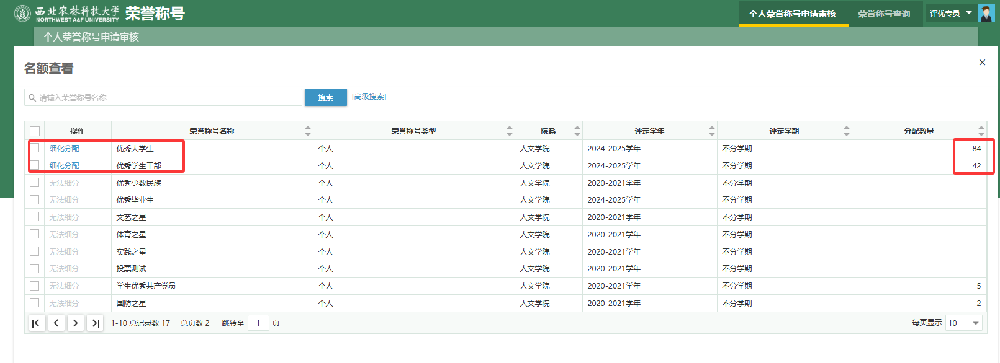 西北农林科技大学 荣誉称号
NORTHWEST A&F UNIVERSITY
个人荣誉称号申请审核 荣誉称号查询 评优专员
个人荣誉称号申请审核
名额查看
×
请输入荣誉称号名称 搜索 [高级搜索]
操作 荣誉称号名称 荣誉称号类型 院系 评定学年 评定学期 分配数量
细化分配 优秀大学生 个人 人文学院 2024-2025学年 不分学期 84
细化分配 优秀学生干部 个人 人文学院 2024-2025学年 不分学期 42
无法细分 优秀少数民族 个人 人文学院 2020-2021学年 不分学期
无法细分 优秀毕业生 个人 人文学院 2024-2025学年 不分学期
无法细分 文艺之星 个人 人文学院 2020-2021学年 不分学期
无法细分 体育之星 个人 人文学院 2020-2021学年 不分学期
无法细分 实践之星 个人 人文学院 2020-2021学年 不分学期
无法细分 投票测试 个人 人文学院 2020-2021学年 不分学期
无法细分 学生优秀共产党员 个人 人文学院 2020-2021学年 不分学期 5
无法细分 国防之星 个人 人文学院 2020-2021学年 不分学期 2
1-10 总记录数 17 总页数 2 跳转至 1 页 每页显示 10